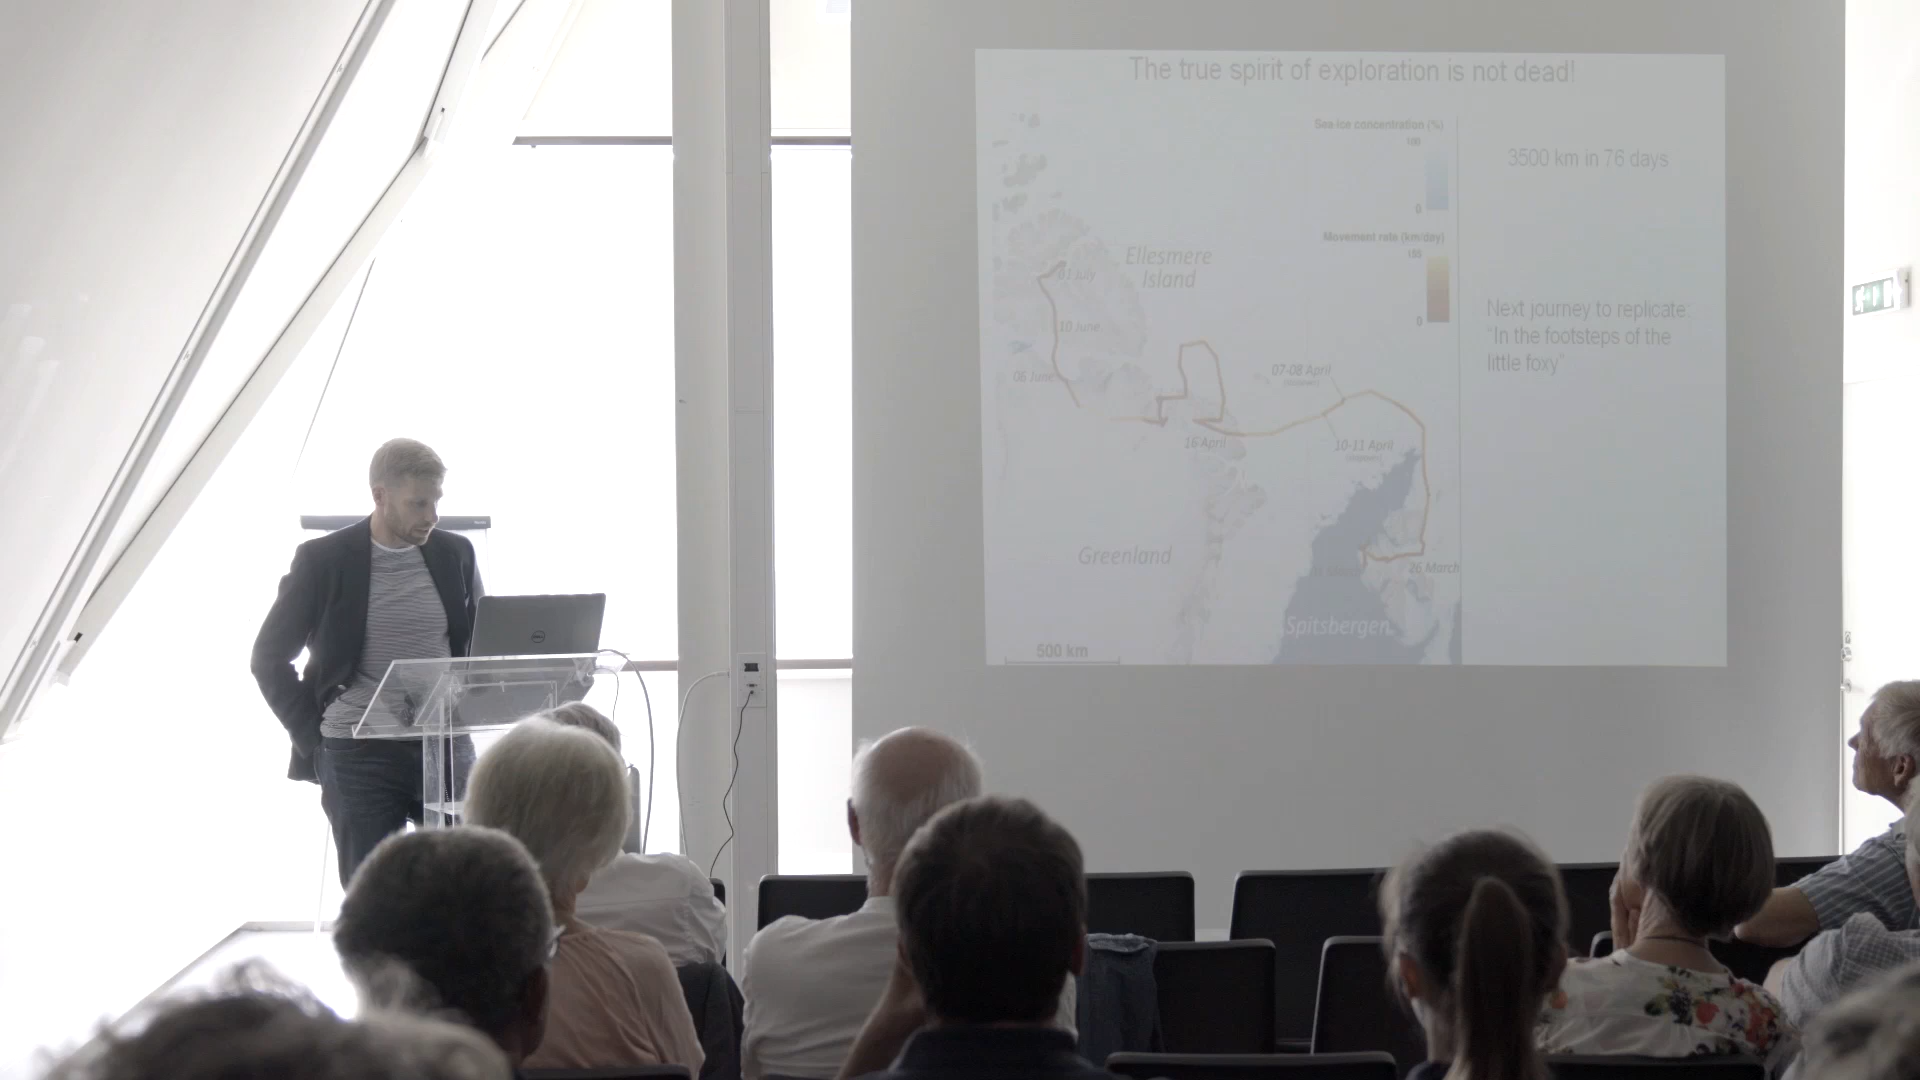 The true spirit of exploration is not dead!
Sea ice concentration (%)
100
0
3500 km in 76 days
Movement rate (km/day)
155
0
Ellesmere
Island
01 July
10 June
06 June
Next journey to replicate:
"In the footsteps of the
little foxy"
07-08 April
16 April
10-11 April
Greenland
26 March
Spitsbergen
500 km
DELL